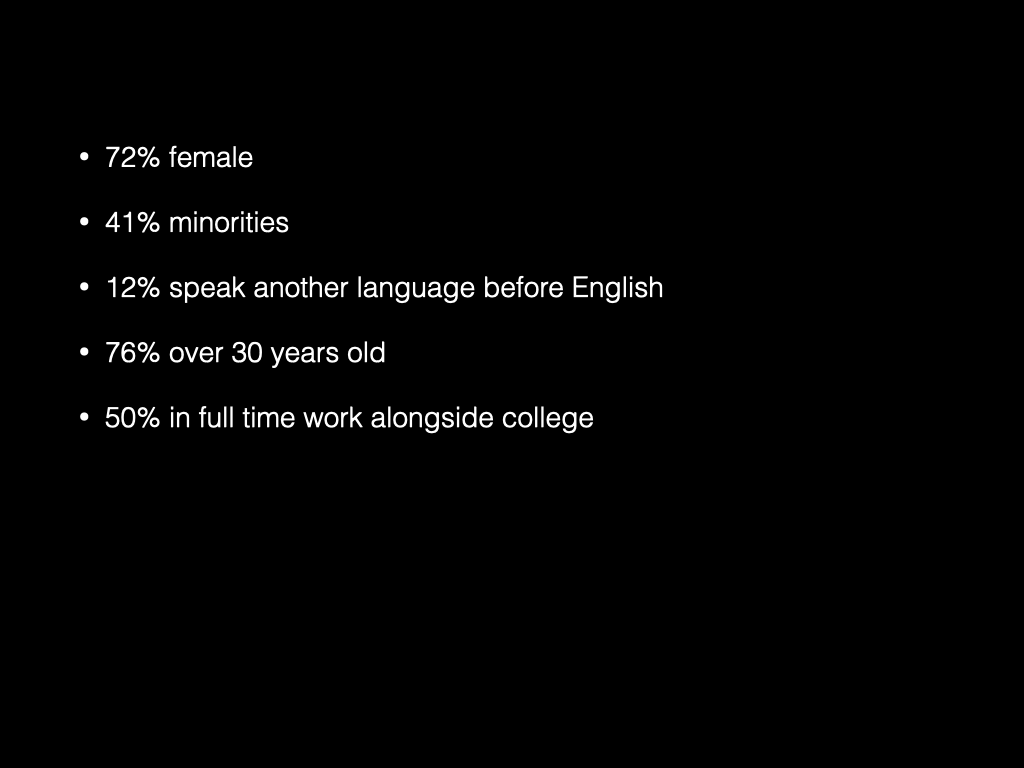 • 72% female
• 41% minorities
• 12% speak another language before English
• 76% over 30 years old
• 50% in full time work alongside college